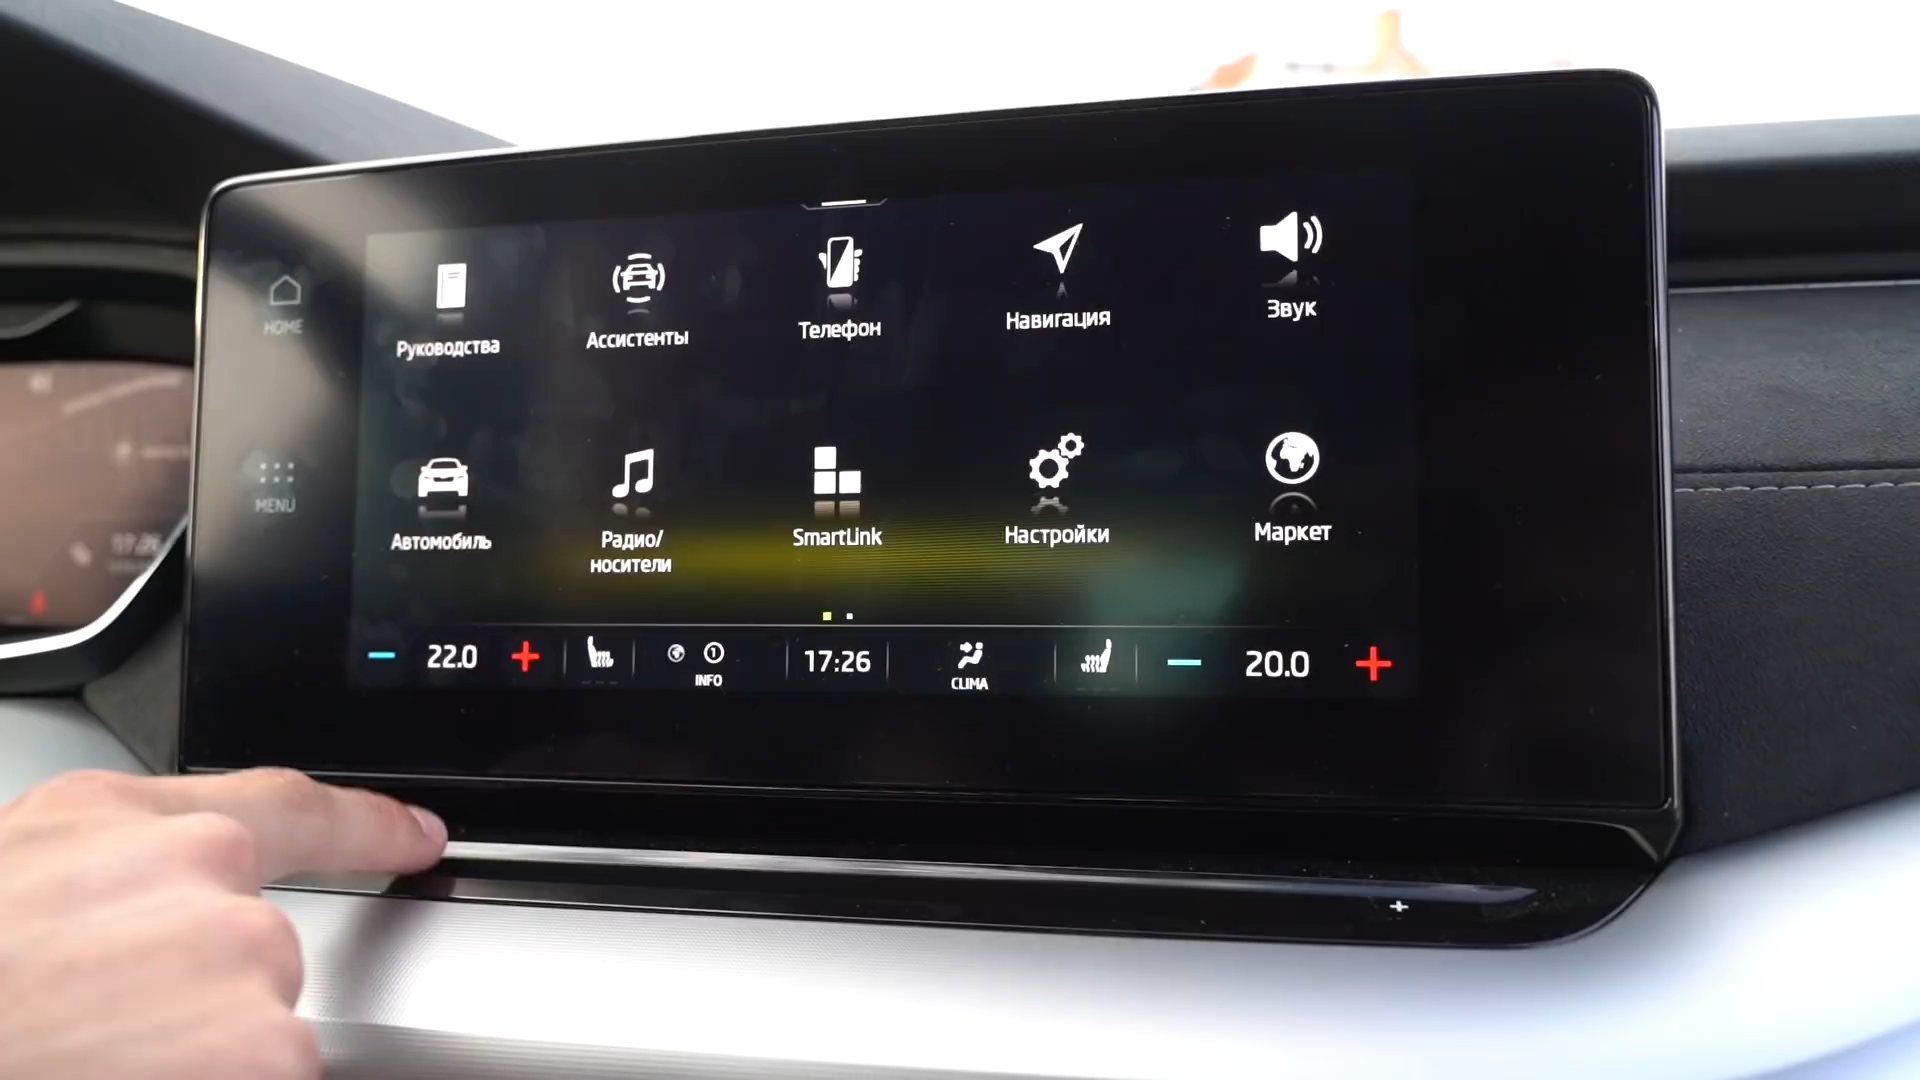 HOME
Руководства
Ассистенты
Телефон
Навигация
Звук
MENU
Автомобиль
Радио/
носители
SmartLink
Настройки
Маркет
22.0
1
INFO
17:26
CLIMA
20.0